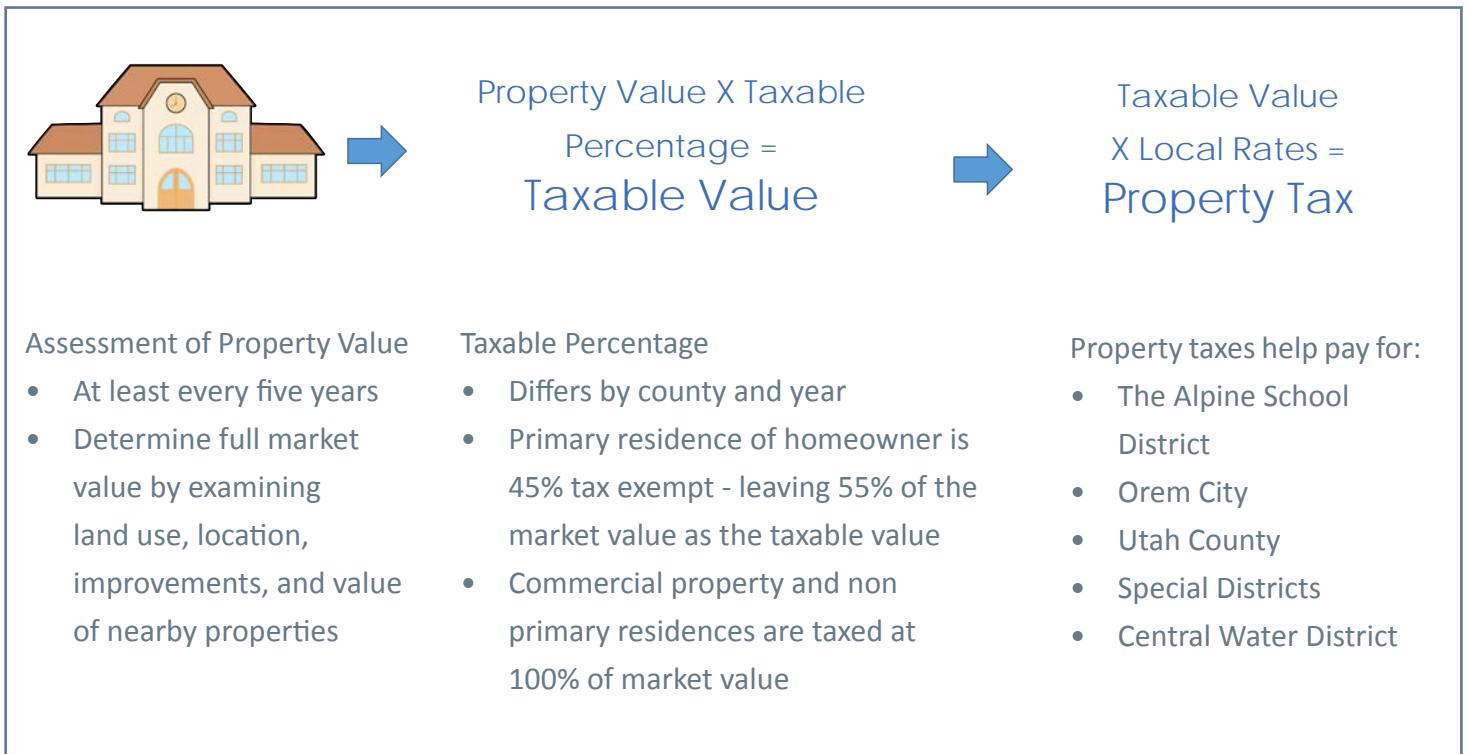 Property Value X Taxable
Percentage =
Taxable Value
Taxable Value
X Local Rates =
Property Tax
Assessment of Property Value
• At least every five years
• Determine full market
value by examining
land use, location,
improvements, and value
of nearby properties
Taxable Percentage
• Differs by county and year
• Primary residence of homeowner is
45% tax exempt - leaving 55% of the
market value as the taxable value
• Commercial property and non
primary residences are taxed at
100% of market value
Property taxes help pay for:
• The Alpine School
District
• Orem City
• Utah County
• Special Districts
• Central Water District